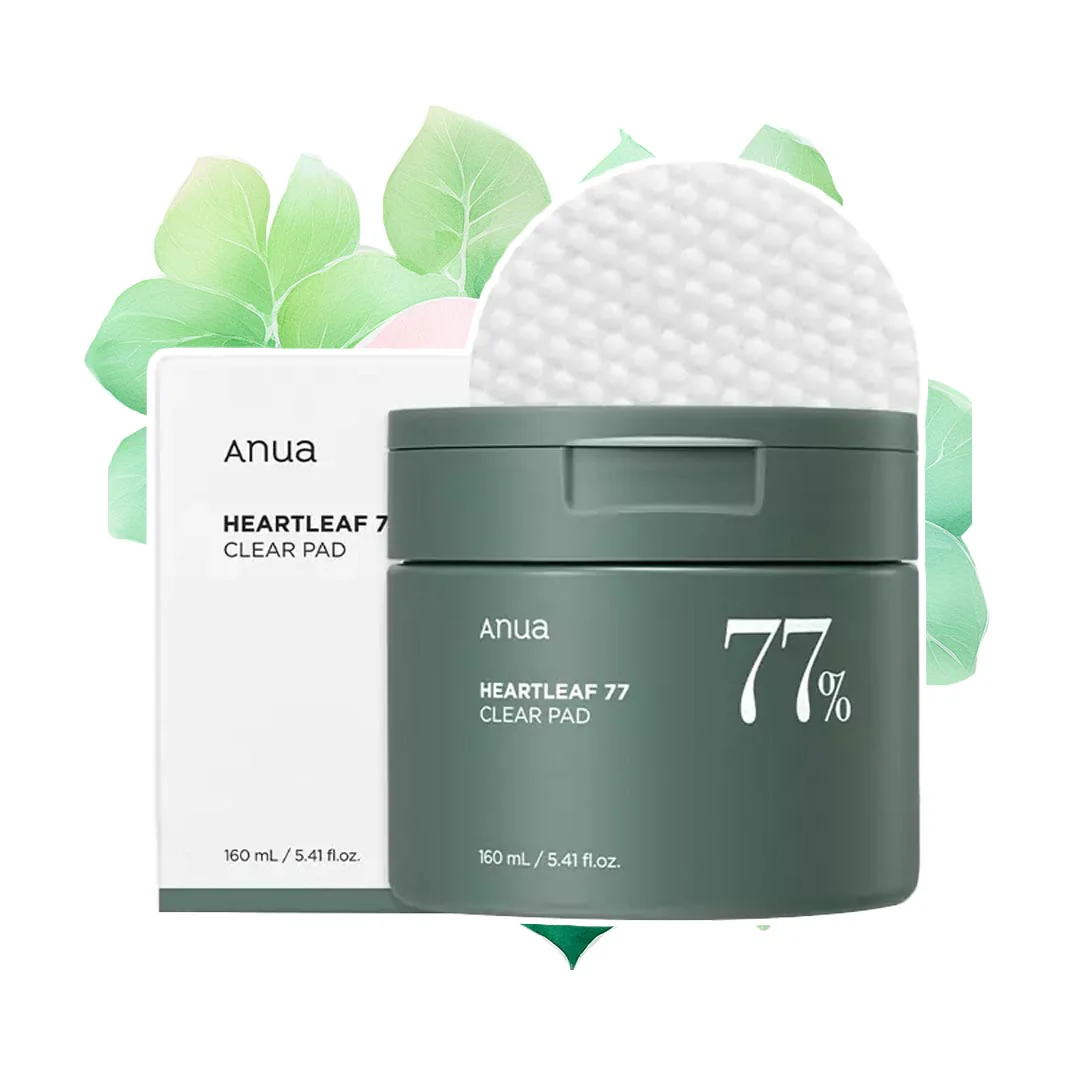 Anua
HEARTLEAF 7
CLEAR PAD
160 mL / 5.41 fl.oz.
Anua
HEARTLEAF 77
CLEAR PAD
77%
160 mL / 5.41 fl.oz.